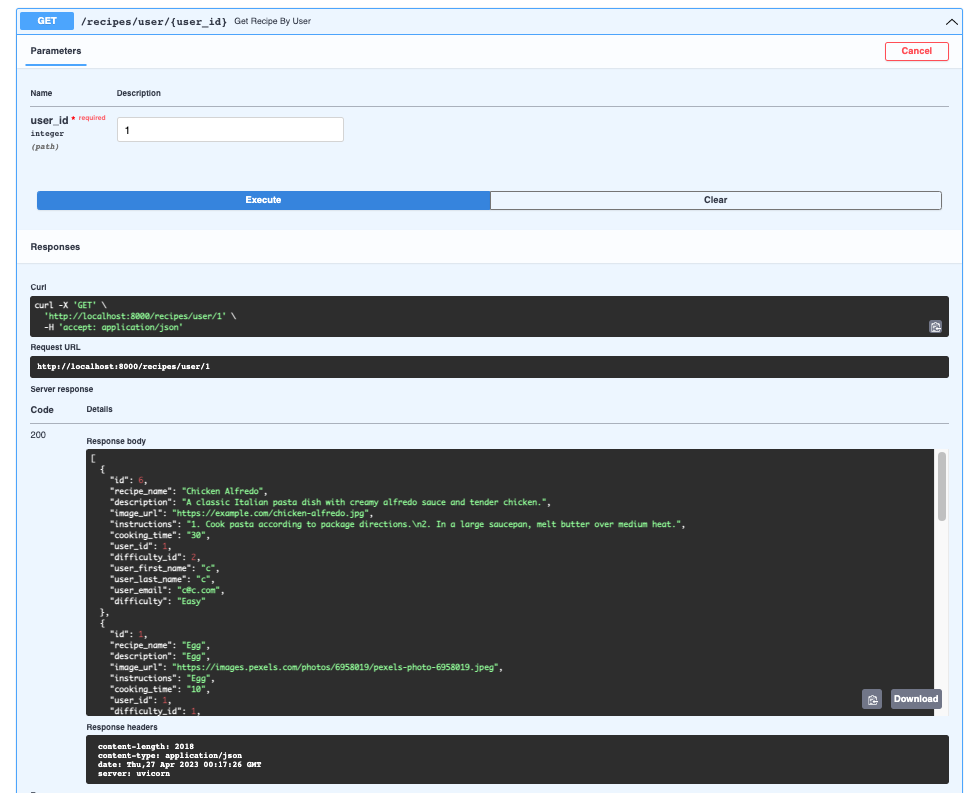 GET /recipes/user/{user_id} Get Recipe By User
Parameters
Cancel
Name Description
user_id * required
integer
(path)
1
Execute Clear
Responses
Curl
curl -X 'GET' \
'http://localhost:8000/recipes/user/1' \
-H 'accept: application/json'
Request URL
http://localhost:8000/recipes/user/1
Server response
Code Details
200
Response body
[
{
"id": 6,
"recipe_name": "Chicken Alfredo",
"description": "A classic Italian pasta dish with creamy alfredo sauce and tender chicken.",
"image_url": "https://example.com/chicken-alfredo.jpg",
"instructions": "1. Cook pasta according to package directions.\n2. In a large saucepan, melt butter over medium heat.",
"cooking_time": "30",
"user_id": 1,
"difficulty_id": 2,
"user_first_name": "c",
"user_last_name": "c",
"user_email": "c@c.com",
"difficulty": "Easy"
},
{
"id": 1,
"recipe_name": "Egg",
"description": "Egg",
"image_url": "https://images.pexels.com/photos/6958019/pexels-photo-6958019.jpeg",
"instructions": "Egg",
"cooking_time": "10",
"user_id": 1,
"difficulty_id": 1,
Download
Response headers
content-length: 2018
content-type: application/json
date: Thu,27 Apr 2023 00:17:26 GMT
server: uvicorn